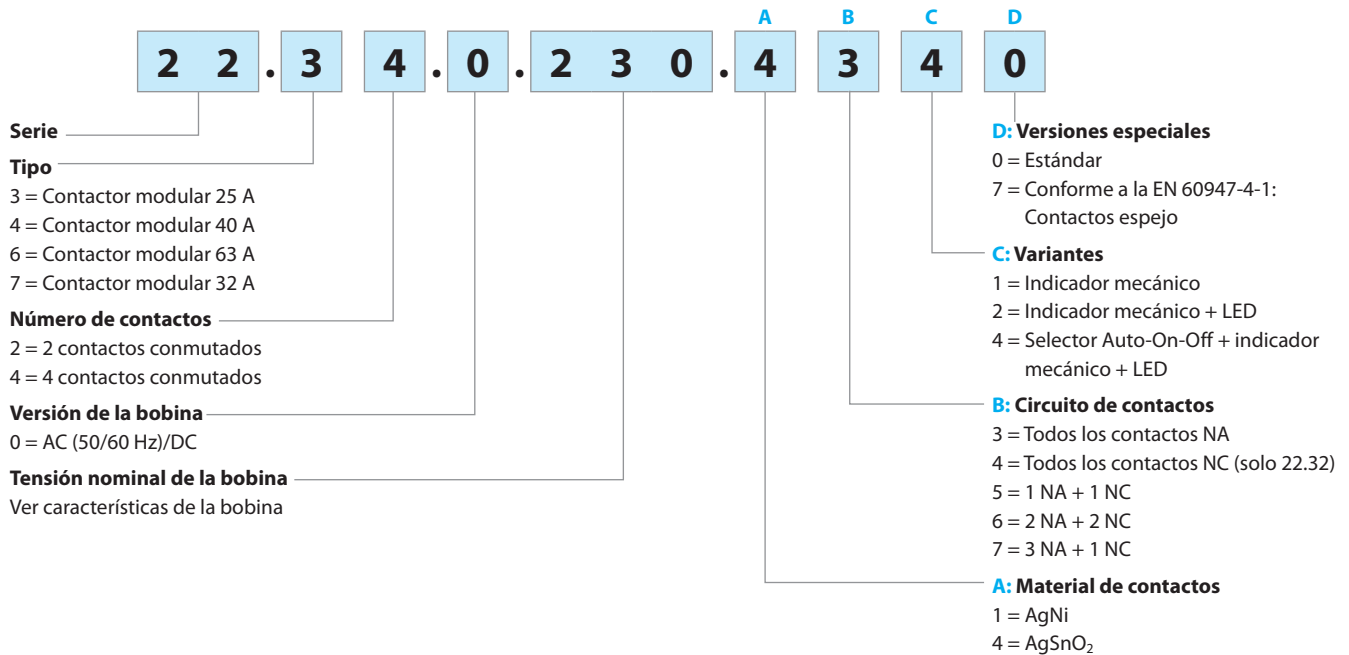 A B C D
2 2 . 3 4 . 0 . 2 3 0 . 4 3 4 0
Serie
Tipo
3 = Contactor modular 25 A
4 = Contactor modular 40 A
6 = Contactor modular 63 A
7 = Contactor modular 32 A
Número de contactos
2 = 2 contactos conmutados
4 = 4 contactos conmutados
Versión de la bobina
0 = AC (50/60 Hz)/DC
Tensión nominal de la bobina
Ver características de la bobina
D: Versiones especiales
0 = Estándar
7 = Conforme a la EN 60947-4-1:
Contactos espejo
C: Variantes
1 = Indicador mecánico
2 = Indicador mecánico + LED
4 = Selector Auto-On-Off + indicador
mecánico + LED
B: Circuito de contactos
3 = Todos los contactos NA
4 = Todos los contactos NC (solo 22.32)
5 = 1 NA + 1 NC
6 = 2 NA + 2 NC
7 = 3 NA + 1 NC
A: Material de contactos
1 = AgNi
4 = AgSnO₂